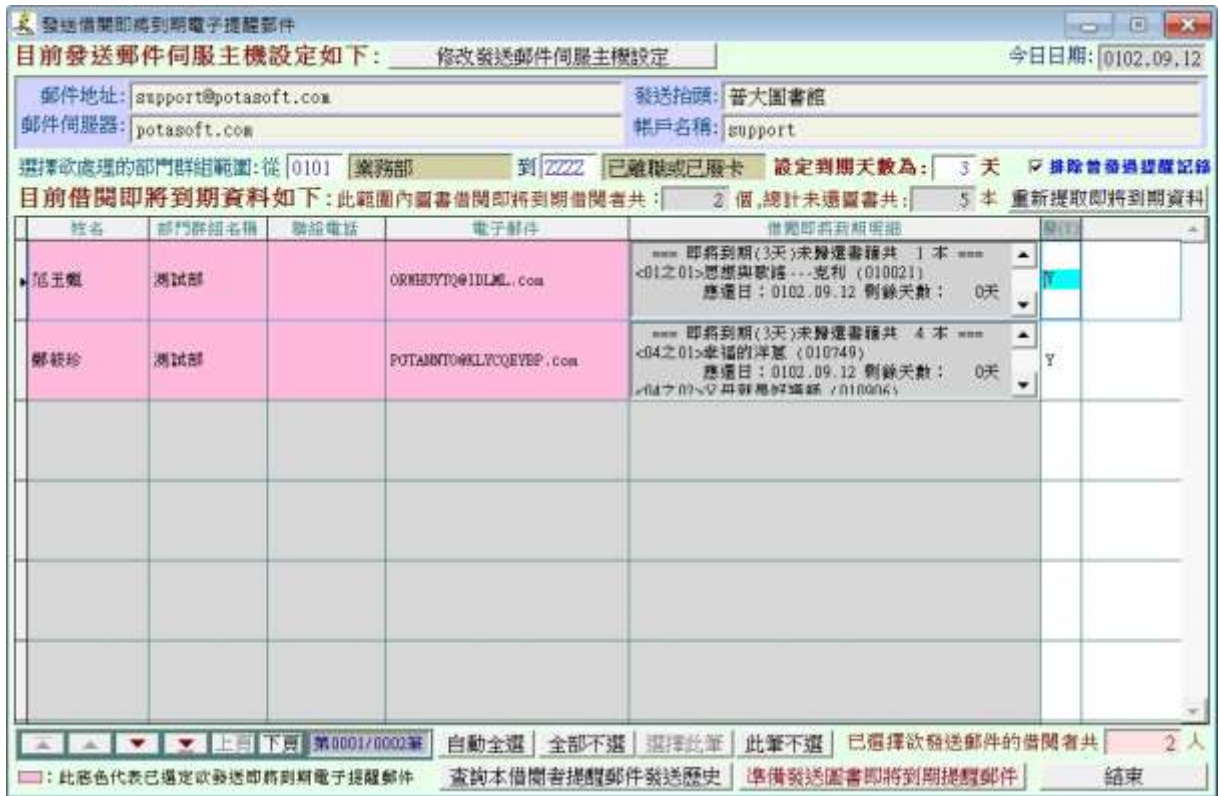 發送借閱即將到期電子提醒郵件
目前發送郵件伺服主機設定如下: 修改發送郵件伺服主機設定 今日日期: 0102.09.12
郵件地址: support@potasoft.com 發送抬頭: 普大圖書館
郵件伺服器: potasoft.com 帳戶名稱: support
選擇欲處理的部門群組範圍:從 0101 業務部 到 ZZZZ 已離職或已廢卡 設定到期天數為: 3 天 排除曾發過提醒記錄
目前借閱即將到期資料如下:此範圍內圖書借閱即將到期借閱者共: 2 個,總計未還圖書共: 5 本 重新提取即將到期資料
姓名 部門群組名稱 聯絡電話 電子郵件 借閱即將到期明細 發(Y)
=== 即將到期(3天)未歸還書籍共 1 本 ===
范玉 測試部 <01之01>思想與歌謠---克利 (010021) Y
應還日:0102.09.12 剩餘天數: 0天
=== 即將到期(3天)未歸還書籍共 4 本 ===
鄭筱珍 測試部 <04之01>幸福的洋蔥 (010749) Y
應還日:0102.09.12 剩餘天數: 0天
上頁 下頁 第0001/0002筆 自動全選 全部不選 選擇此筆 此筆不選 已選擇欲發送郵件的借閱者共 2 人
:此底色代表已選定欲發送即將到期電子提醒郵件 查詢本借閱者提醒郵件發送歷史 準備發送圖書即將到期提醒郵件 結束